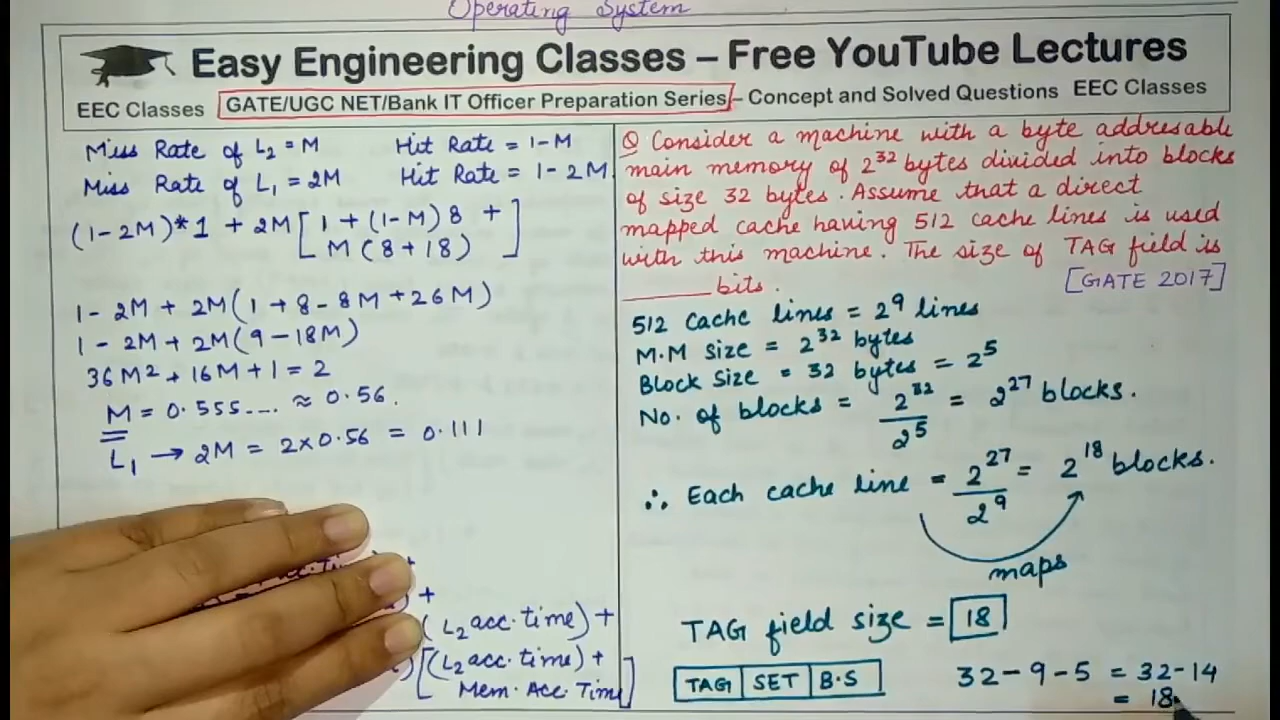 Operating System
Easy Engineering Classes – Free YouTube Lectures
EEC Classes GATE/UGC NET/Bank IT Officer Preparation Series – Concept and Solved Questions EEC Classes
Miss Rate of L₂ = M Hit Rate = 1-M
Miss Rate of L₁ = 2M Hit Rate = 1-2M
(1-2M)*1 + 2M[1+(1-M)8 +
M(8+18)]
1-2M + 2M(1+8-8M+26M)
1-2M + 2M(9-18M)
36M² + 16M + 1 = 2
M = 0.555.... ≈ 0.56.
L₁ → 2M = 2×0.56 = 0.111
+
+
(L₂ acc. time) +
[(L₂ acc. time) +
Mem. Acc. Time]
Q Consider a machine with a byte addresable
main memory of 2³² bytes divided into blocks
of size 32 bytes. Assume that a direct
mapped cache having 512 cache lines is used
with this machine. The size of TAG field is
______ bits. [GATE 2017]
512 cache lines = 2⁹ lines
M.M size = 2³² bytes
Block size = 32 bytes = 2⁵
No. of blocks = 2³²/2⁵ = 2²⁷ blocks.
∴ Each cache line = 2²⁷/2⁹ = 2¹⁸ blocks.
maps
TAG field size = 18
TAG SET B.S
32-9-5 = 32-14
= 18